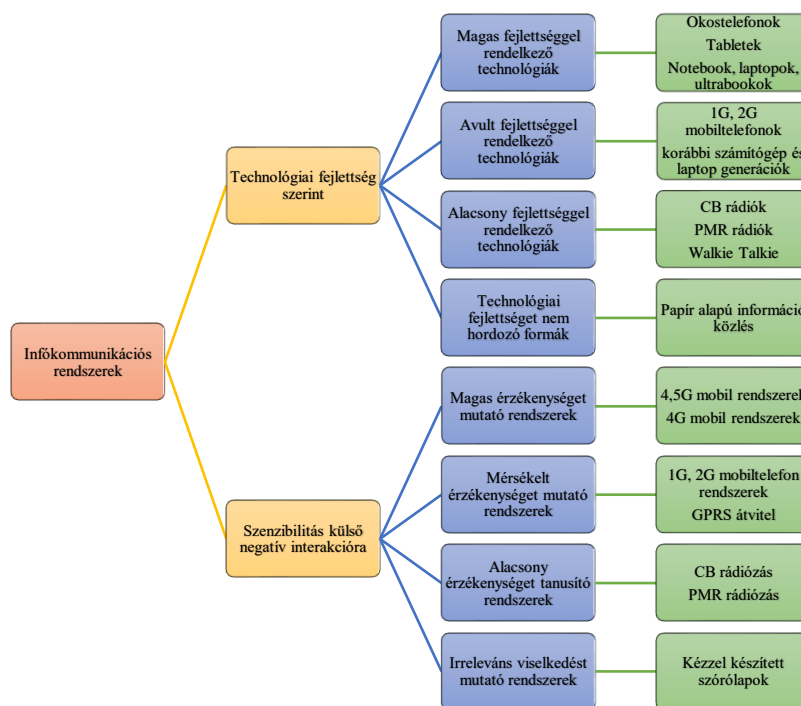 Infókommunikációs
rendszerek
Technológiai fejlettség
szerint
Magas fejlettséggel
rendelkező
technológiák
Okostelefonok
Tabletek
Notebook, laptopok,
ultrabookok
Avult fejlettséggel
rendelkező
technológiák
1G, 2G
mobiltelefonok
korábbi számítógép és
laptop generációk
Alacsony fejlettséggel
rendelkező
technológiák
CB rádiók
PMR rádiók
Walkie Talkie
Technológiai
fejlettséget nem
hordozó formák
Papír alapú információ
közlés
Szenzibilitás külső
negatív interakcióra
Magas érzékenységet
mutató rendszerek
4,5G mobil rendszerek
4G mobil rendszerek
Mérsékelt
érzékenységet mutató
rendszerek
1G, 2G mobiltelefon
rendszerek
GPRS átvitel
Alacsony
érzékenységet tanusító
rendszerek
CB rádiózás
PMR rádiózás
Irreleváns viselkedést
mutató rendszerek
Kézzel készített
szórólapok